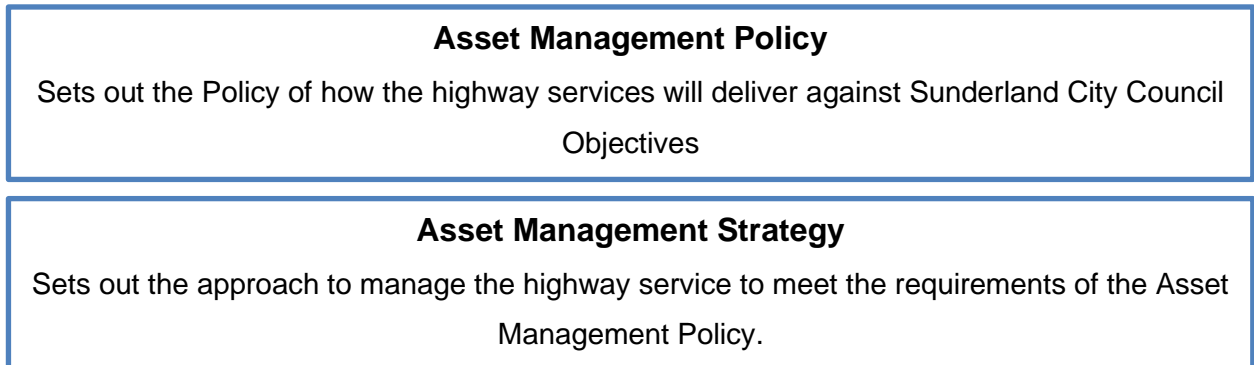 Asset Management Policy
Sets out the Policy of how the highway services will deliver against Sunderland City Council
Objectives
Asset Management Strategy
Sets out the approach to manage the highway service to meet the requirements of the Asset
Management Policy.